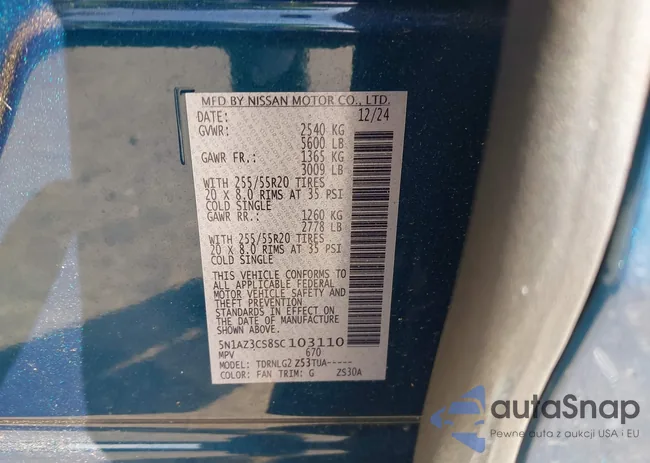 MFD BY NISSAN MOTOR CO., LTD.
DATE: 12/24
GVWR: 2540 KG
5600 LB
GAWR FR.: 1365 KG
3009 LB
WITH 255/55R20 TIRES
20 X 8.0 RIMS AT 35 PSI
COLD SINGLE
GAWR RR.: 1260 KG
2778 LB
WITH 255/55R20 TIRES
20 X 8.0 RIMS AT 35 PSI
COLD SINGLE
THIS VEHICLE CONFORMS TO
ALL APPLICABLE FEDERAL
MOTOR VEHICLE SAFETY AND
THEFT PREVENTION
STANDARDS IN EFFECT ON
THE DATE OF MANUFACTURE
SHOWN ABOVE.
5N1AZ3CS8SC103110
MPV 670
MODEL: TDRNLG2 Z53TUA-----
COLOR: FAN TRIM: G ZS30A
autaSnap
Pewne auta z aukcji USA i EU